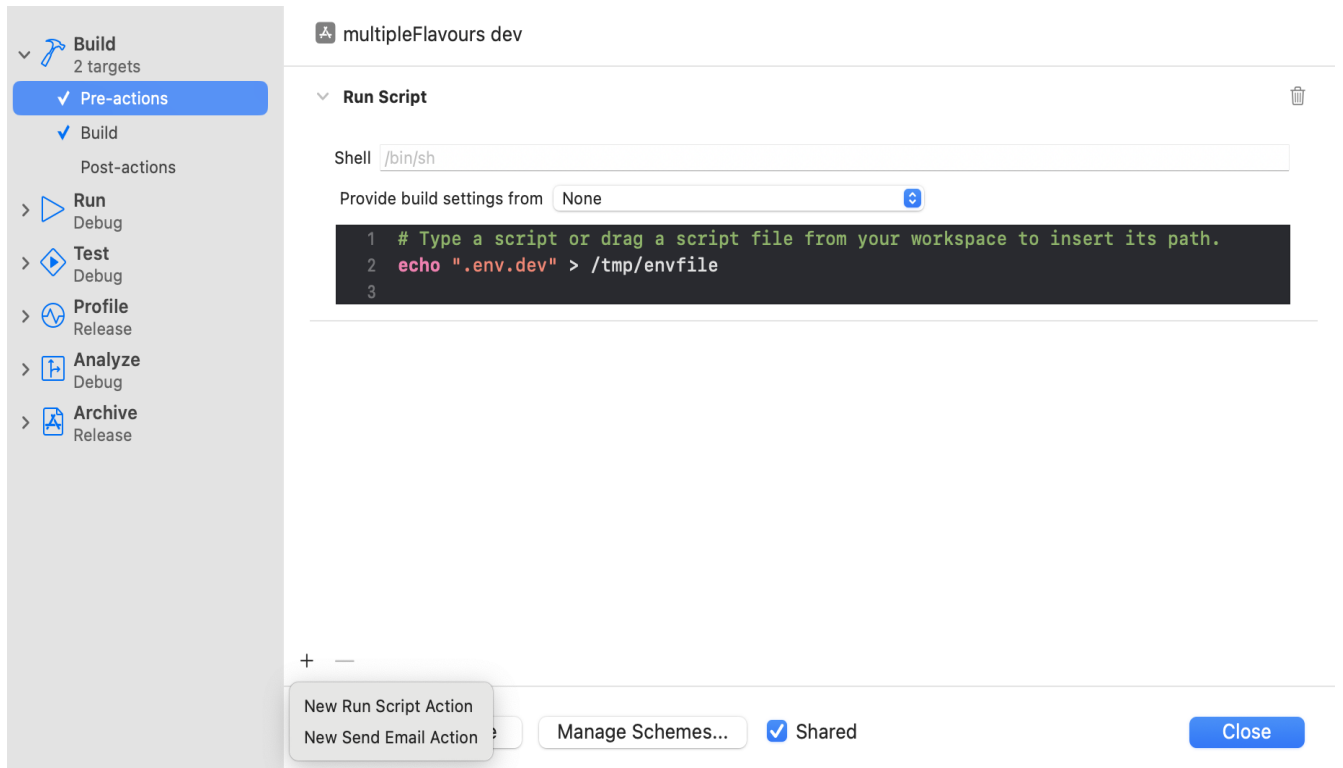 Build
2 targets
Pre-actions
Build
Post-actions
Run
Debug
Test
Debug
Profile
Release
Analyze
Debug
Archive
Release
multipleFlavours dev
Run Script
Shell /bin/sh
Provide build settings from None
1 # Type a script or drag a script file from your workspace to insert its path.
2 echo ".env.dev" > /tmp/envfile
3
New Run Script Action
New Send Email Action
Manage Schemes...
Shared
Close